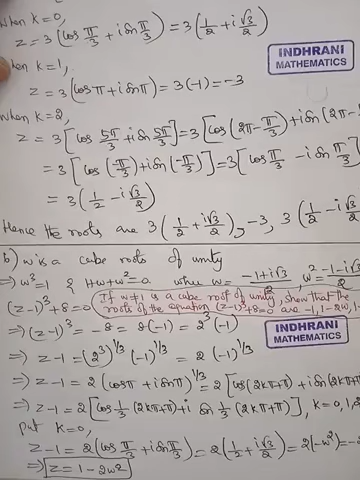 When k=0,
z = 3 (cos π/3 + i sin π/3) = 3 (1/2 + i √3/2)
INDHRANI
MATHEMATICS
When k=1,
z = 3 (cos π + i sin π) = 3(-1) = -3
When k=2,
z = 3 [cos 5π/3 + i sin 5π/3] = 3 [cos (2π - π/3) + i sin (2π -
= 3 [cos (-π/3) + i sin (-π/3)] = 3 [cos π/3 - i sin π/3
= 3 (1/2 - i √3/2)
Hence the roots are 3 (1/2 + i√3/2), -3, 3 (1/2 - i√3/2
b) w is a cube roots of unity
⇒ w³=1 & 1+w+w²=0 where w = -1+i√3/2, w² = -1-i√3/2
(z-1)³+8=0 If w≠1 is a cube root of unity, show that the
roots of the equation (z-1)³+8=0 are -1, 1-2w, 1-
⇒ (z-1)³ = -8 = 8(-1) = 2³(-1)
INDHRANI
MATHEMATICS
⇒ z-1 = (2³)^1/3 (-1)^1/3 = 2 (-1)^1/3
⇒ z-1 = 2 (cos π + i sin π)^1/3 = 2 [cos (2kπ+π) + i sin (2kπ+
⇒ z-1 = 2 [cos 1/3 (2kπ+π) + i sin 1/3 (2kπ+π)], k=0,1,2
Put k=0,
z-1 = 2 (cos π/3 + i sin π/3) = 2 (1/2 + i √3/2) = 2(-w²) = -2
⇒ z = 1-2w²